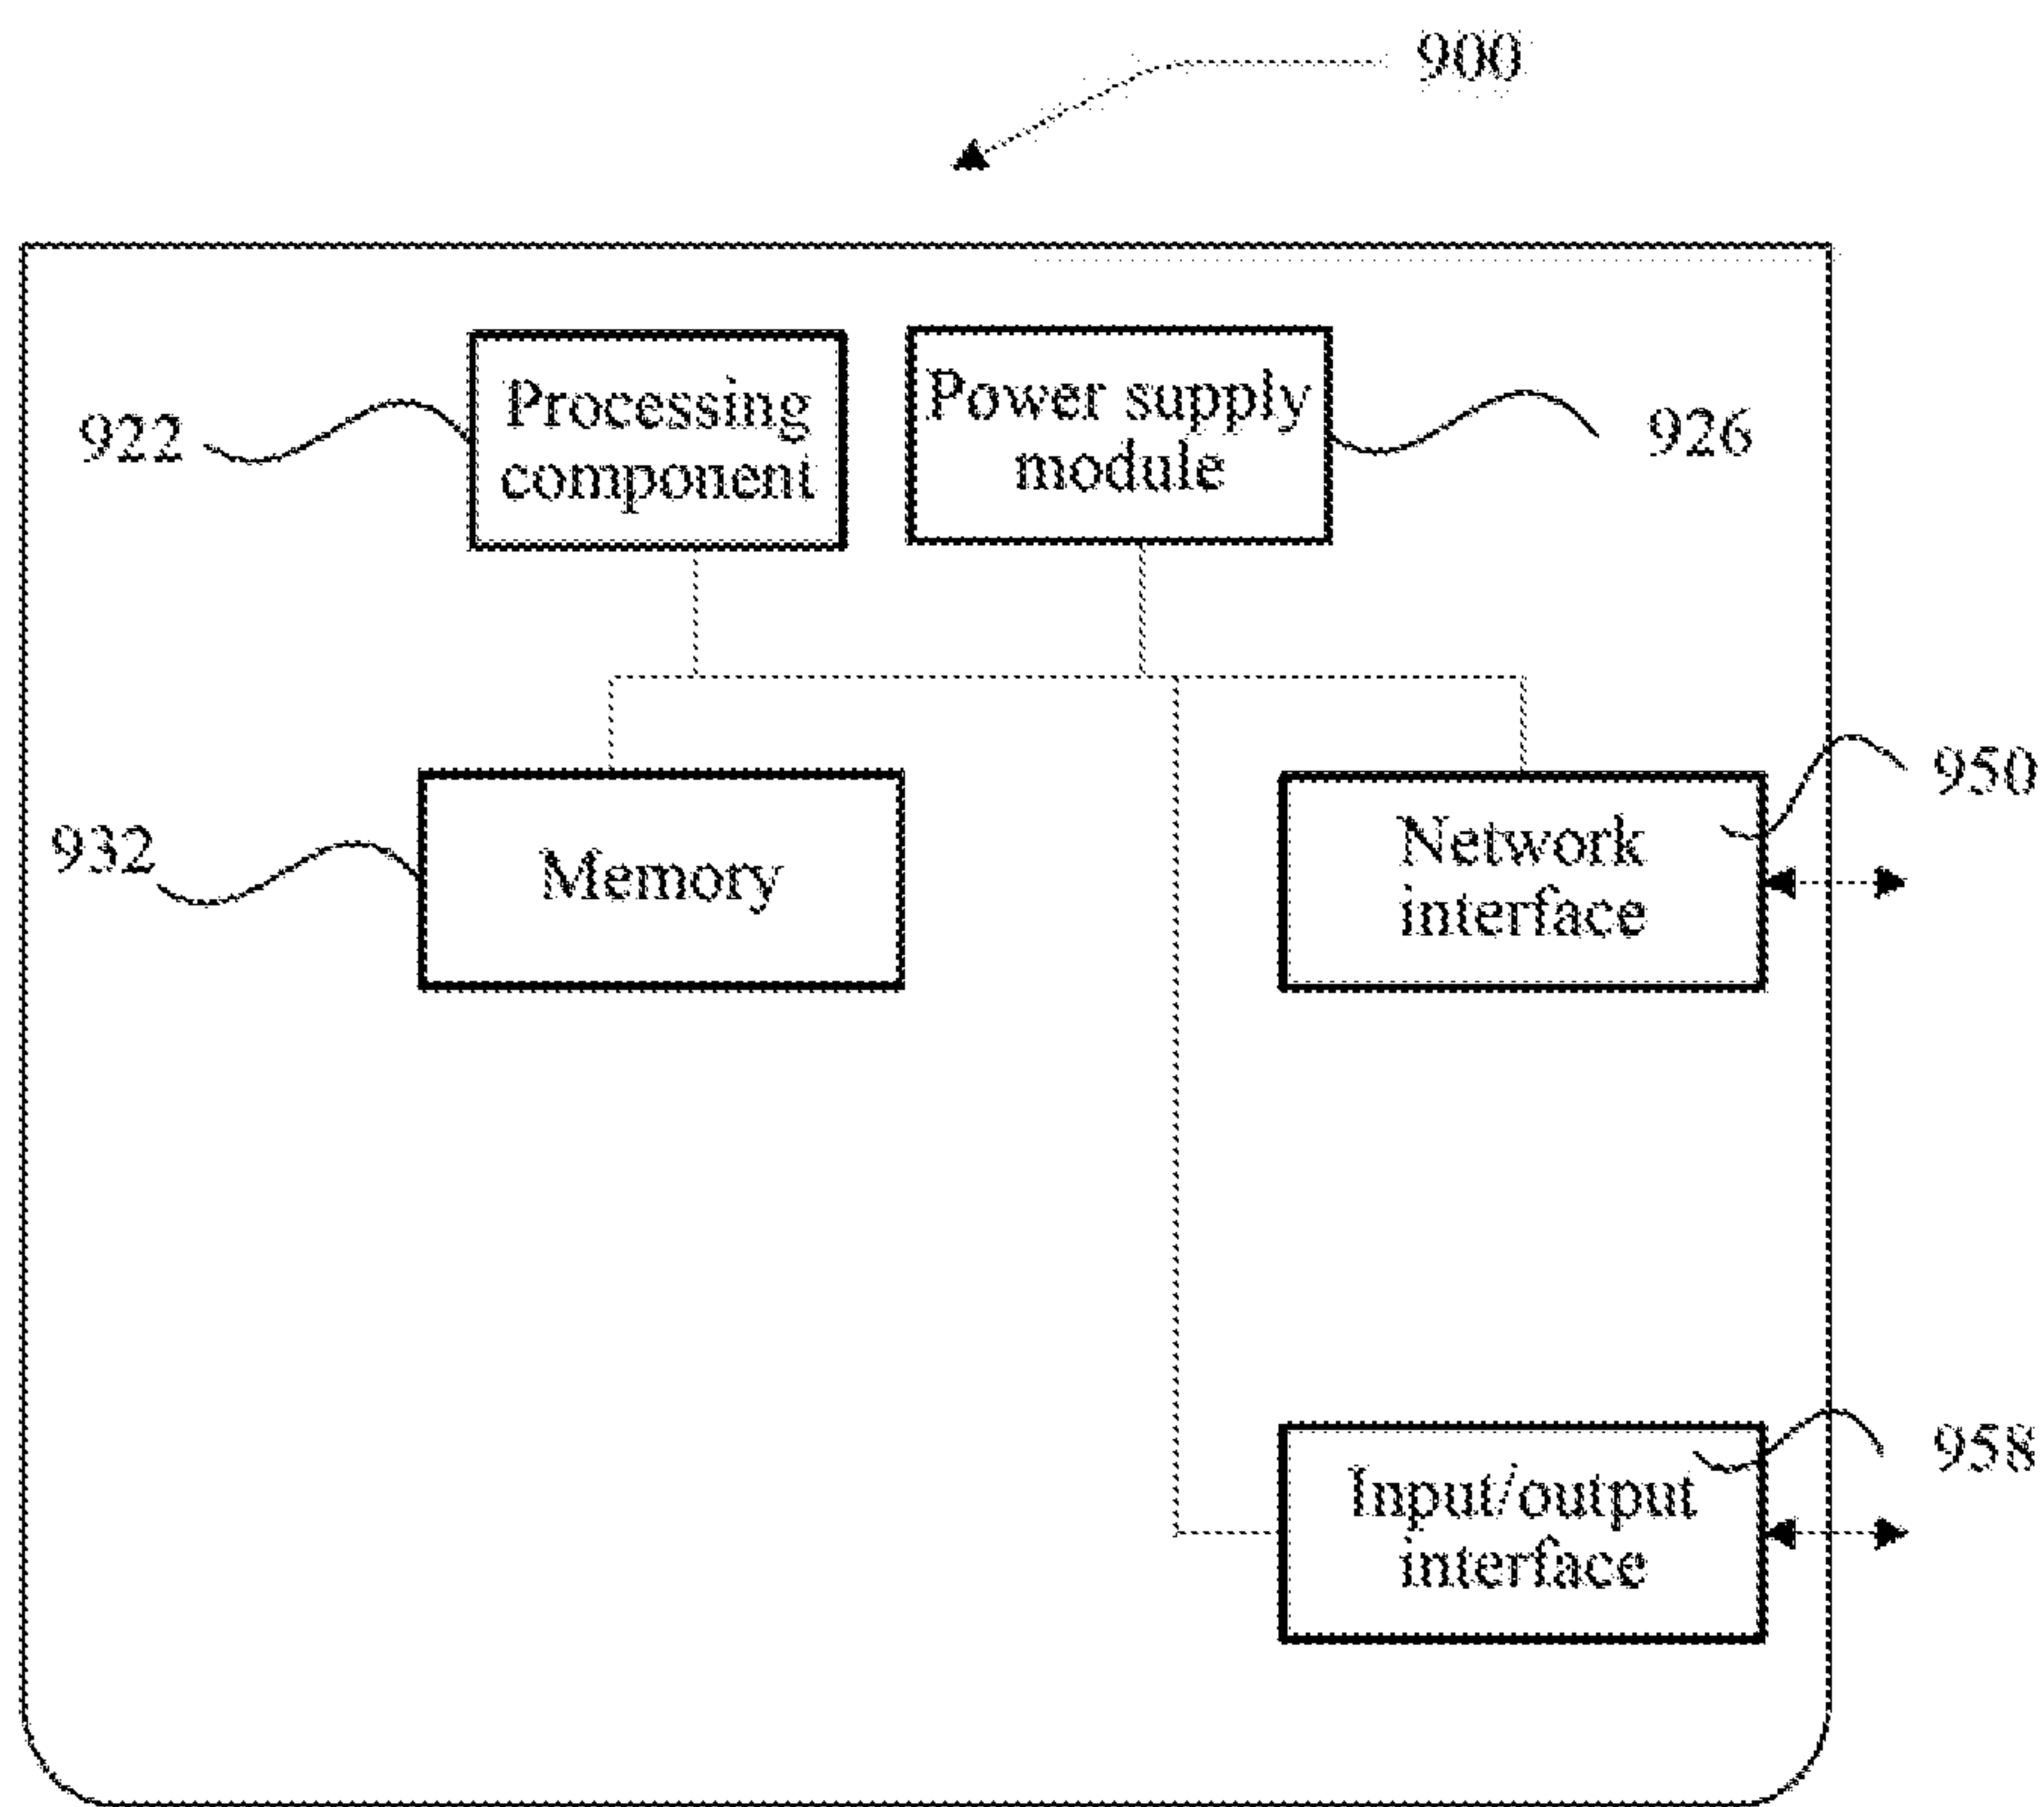 900
922
Processing
component
Power supply
module
926
932
Memory
Network
interface
950
Input/output
interface
958